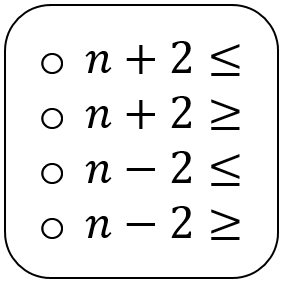 ○ n + 2 ≤
○ n + 2 ≥
○ n − 2 ≤
○ n − 2 ≥